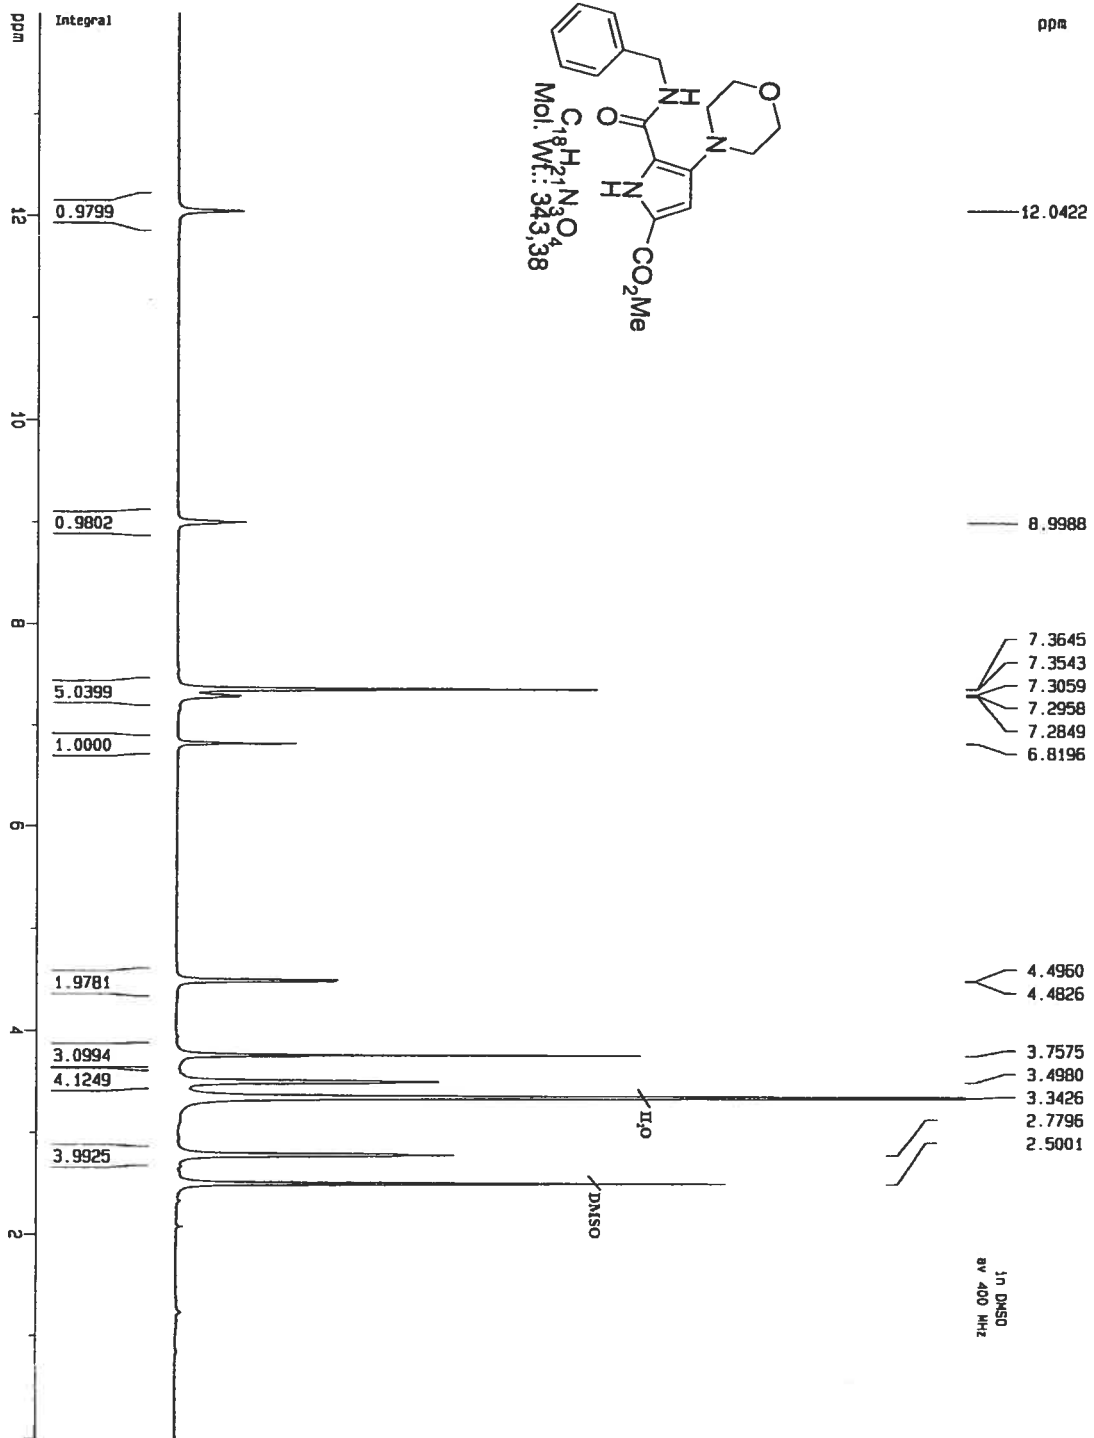 Integral
ppm
ppm
O
N
H
N
O
N
H
CO2Me
C18H21N3O4
Mol. Wt.: 343,38
12.0422
0.9799
12
10
8.9988
0.9802
8
7.3645
7.3543
7.3059
7.2958
7.2849
6.8196
5.0399
1.0000
6
4.4960
4.4826
1.9781
4
3.7575
3.4980
3.3426
2.7796
2.5001
3.0994
4.1249
H2O
3.9925
DMSO
2
in DMSO
av 400 MHz